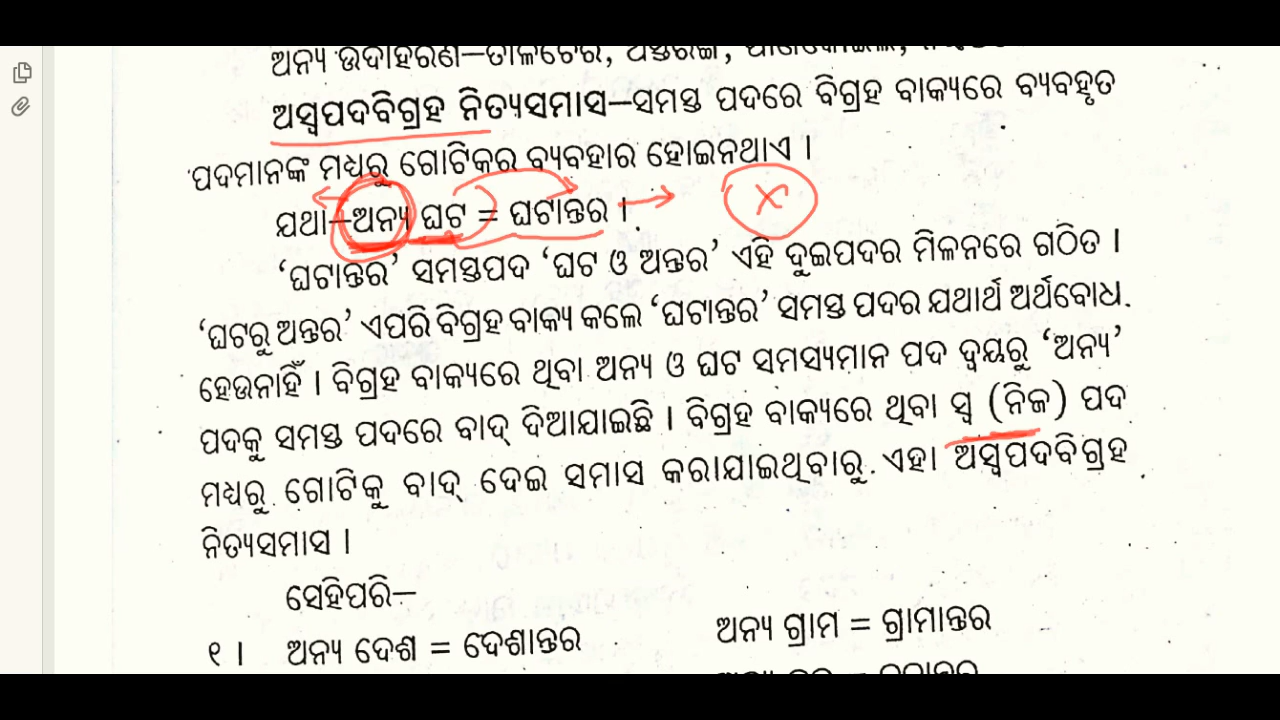 ଅନ୍ୟ ଉଦାହରଣ—
ଅସ୍ୱପଦବିଗ୍ରହ ନିତ୍ୟସମାସ—ସମସ୍ତ ପଦରେ ବିଗ୍ରହ ବାକ୍ୟରେ ବ୍ୟବହୃତ
ପଦମାନଙ୍କ ମଧ୍ୟରୁ ଗୋଟିକର ବ୍ୟବହାର ହୋଇନଥାଏ ।
ଯଥା—ଅନ୍ୟ ଘଟ = ଘଟାନ୍ତର ।
‘ଘଟାନ୍ତର’ ସମସ୍ତପଦ ‘ଘଟ ଓ ଅନ୍ତର’ ଏହି ଦୁଇପଦର ମିଳନରେ ଗଠିତ ।
‘ଘଟରୁ ଅନ୍ତର’ ଏପରି ବିଗ୍ରହ ବାକ୍ୟ କଲେ ‘ଘଟାନ୍ତର’ ସମସ୍ତ ପଦର ଯଥାର୍ଥ ଅର୍ଥବୋଧ.
ହେଉନାହିଁ । ବିଗ୍ରହ ବାକ୍ୟରେ ଥିବା ଅନ୍ୟ ଓ ଘଟ ସମସ୍ୟମାନ ପଦ ଦ୍ୱୟରୁ ‘ଅନ୍ୟ’
ପଦକୁ ସମସ୍ତ ପଦରେ ବାଦ୍ ଦିଆଯାଇଛି । ବିଗ୍ରହ ବାକ୍ୟରେ ଥିବା ସ୍ୱ (ନିଜ) ପଦ
ମଧ୍ୟରୁ ଗୋଟିକୁ ବାଦ୍ ଦେଇ ସମାସ କରାଯାଇଥିବାରୁ. ଏହା ଅସ୍ୱପଦବିଗ୍ରହ
ନିତ୍ୟସମାସ ।
ସେହିପରି—
୧ । ଅନ୍ୟ ଦେଶ = ଦେଶାନ୍ତର ଅନ୍ୟ ଗ୍ରାମ = ଗ୍ରାମାନ୍ତର